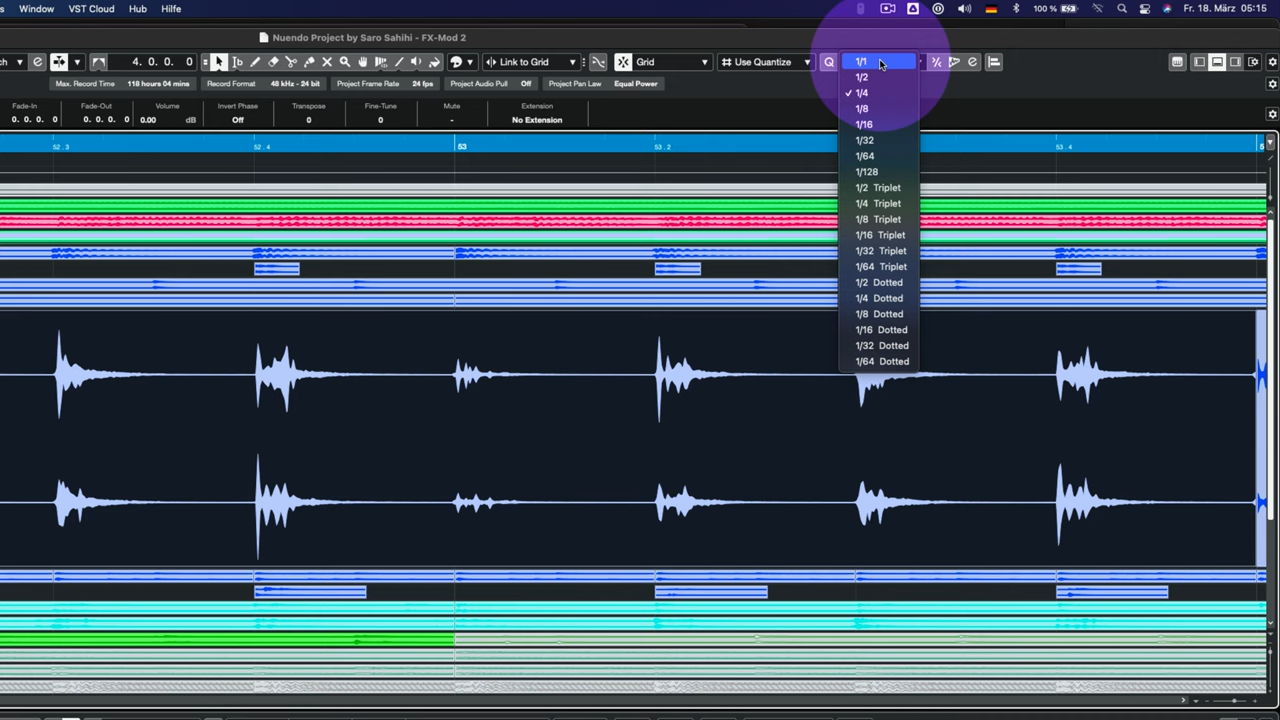 s Window VST Cloud Hub Hilfe 100 % Fr. 18. März 05:15
Nuendo Project by Saro Sahihi - FX-Mod 2
ch e 4. 0. 0. 0 Link to Grid Grid Use Quantize Q e
Max. Record Time 118 hours 04 mins Record Format 48 kHz - 24 bit Project Frame Rate 24 fps Project Audio Pull Off Project Pan Law Equal Power
Fade-In Fade-Out Volume Invert Phase Transpose Fine-Tune Mute Extension
0. 0. 0. 0 0. 0. 0. 0 0.00 dB Off 0 0 - No Extension
1/1
1/2
✓ 1/4
1/8
1/16
1/32
1/64
1/128
1/2 Triplet
1/4 Triplet
1/8 Triplet
1/16 Triplet
1/32 Triplet
1/64 Triplet
1/2 Dotted
1/4 Dotted
1/8 Dotted
1/16 Dotted
1/32 Dotted
1/64 Dotted
52.3 52.4 53 53.2 53.4